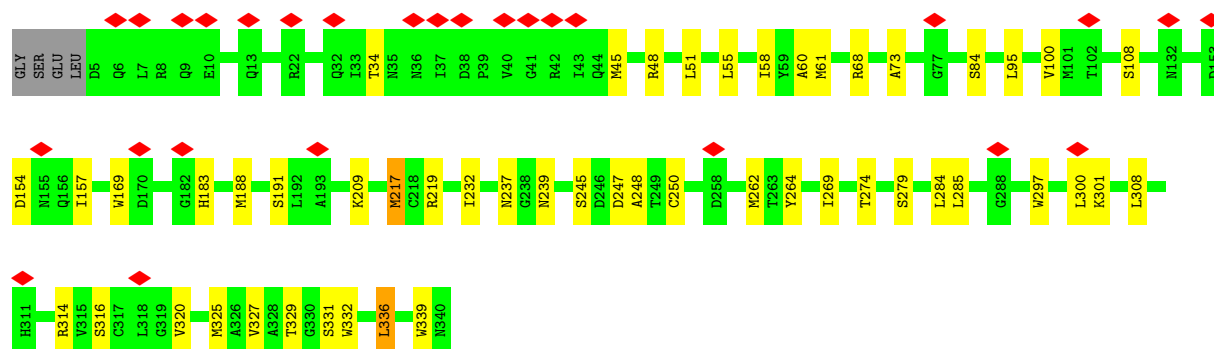 GLY SER GLU LEU D5 Q6 L7 R8 Q9 E10 Q13 R22 Q32 I33 T34 N35 N36 I37 D38 P39 V40 G41 R42 I43 Q44 M45 R48 L51 L55 I58 Y59 A60 M61 R68 A73 G77 S84 L95 V100 M101 T102 S108 N132 D153
D154 N155 Q156 I157 W169 D170 G182 H183 M188 S191 L192 A193 K209 M217 C218 R219 I232 N237 G238 N239 S245 D246 D247 A248 T249 C250 D258 M262 T263 Y264 I269 T274 S279 L284 L285 G288 W297 L300 K301 L308
H311 R314 V315 S316 C317 L318 G319 V320 M325 A326 V327 A328 T329 G330 S331 W332 L336 W339 N340